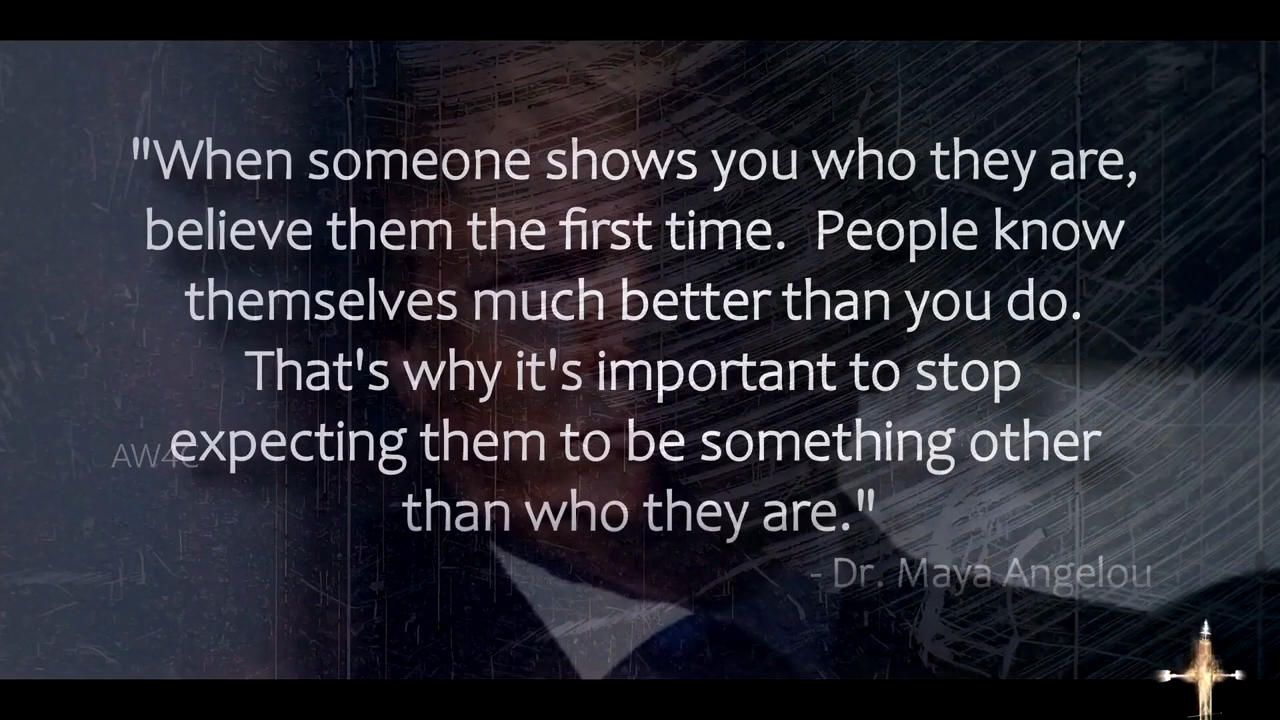 "When someone shows you who they are,
believe them the first time.  People know
themselves much better than you do.
That's why it's important to stop
expecting them to be something other
than who they are."
- Dr. Maya Angelou